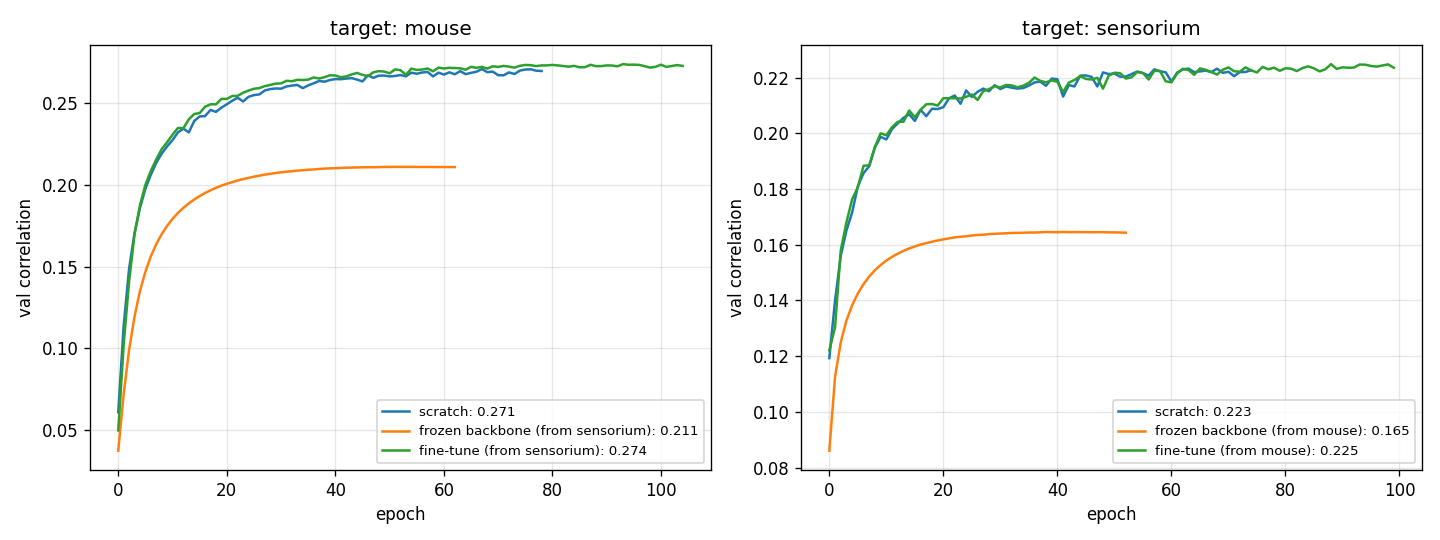 target: mouse
val correlation
0.25
0.20
0.15
0.10
0.05
0
20
40
60
80
100
epoch
scratch: 0.271
frozen backbone (from sensorium): 0.211
fine-tune (from sensorium): 0.274
target: sensorium
val correlation
0.22
0.20
0.18
0.16
0.14
0.12
0.10
0.08
0
20
40
60
80
100
epoch
scratch: 0.223
frozen backbone (from mouse): 0.165
fine-tune (from mouse): 0.225